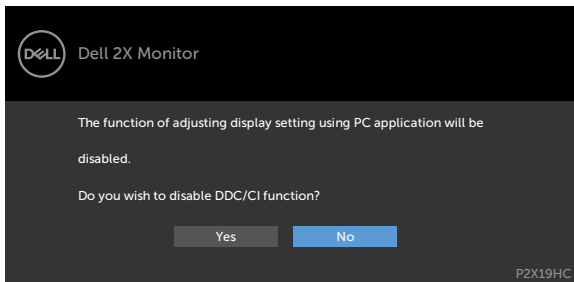 DELL
Dell 2X Monitor
The function of adjusting display setting using PC application will be
disabled.
Do you wish to disable DDC/CI function?
Yes No
P2X19HC